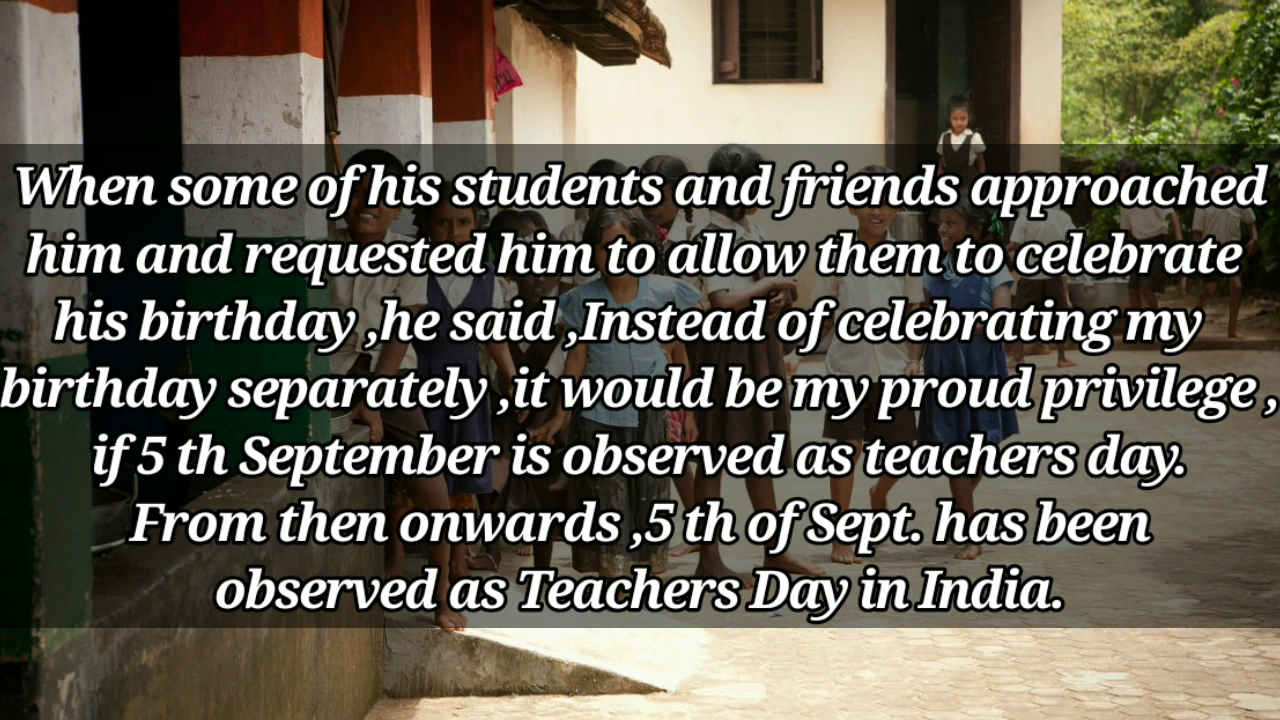 When some of his students and friends approached
him and requested him to allow them to celebrate
his birthday ,he said ,Instead of celebrating my
birthday separately ,it would be my proud privilege ,
if 5 th September is observed as teachers day.
From then onwards ,5 th of Sept. has been
observed as Teachers Day in India.